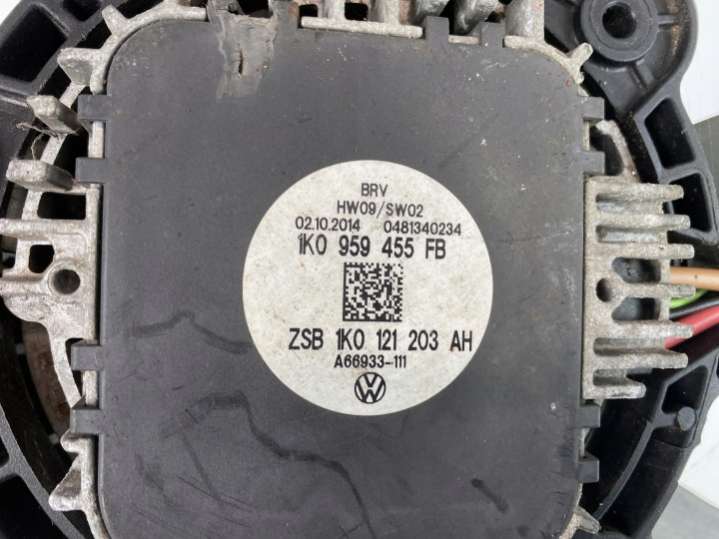 BRV
HW09/SW02
02.10.2014 0481340234
1K0 959 455 FB
ZSB 1K0 121 203 AH
A66933-111